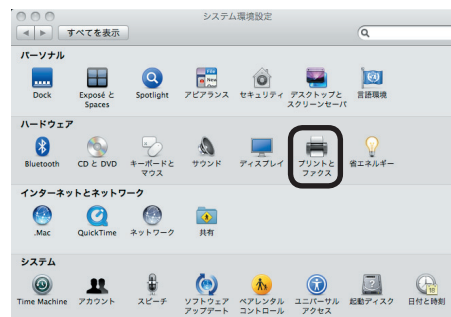 システム環境設定
すべてを表示
パーソナル
Dock
Exposé と
Spaces
Spotlight
アピアランス
セキュリティ
デスクトップと
スクリーンセーバ
言語環境
ハードウェア
Bluetooth
CD と DVD
キーボードと
マウス
サウンド
ディスプレイ
プリントと
ファクス
省エネルギー
インターネットとネットワーク
.Mac
QuickTime
ネットワーク
共有
システム
Time Machine
アカウント
スピーチ
ソフトウェア
アップデート
ペアレンタル
コントロール
ユニバーサル
アクセス
起動ディスク
日付と時刻